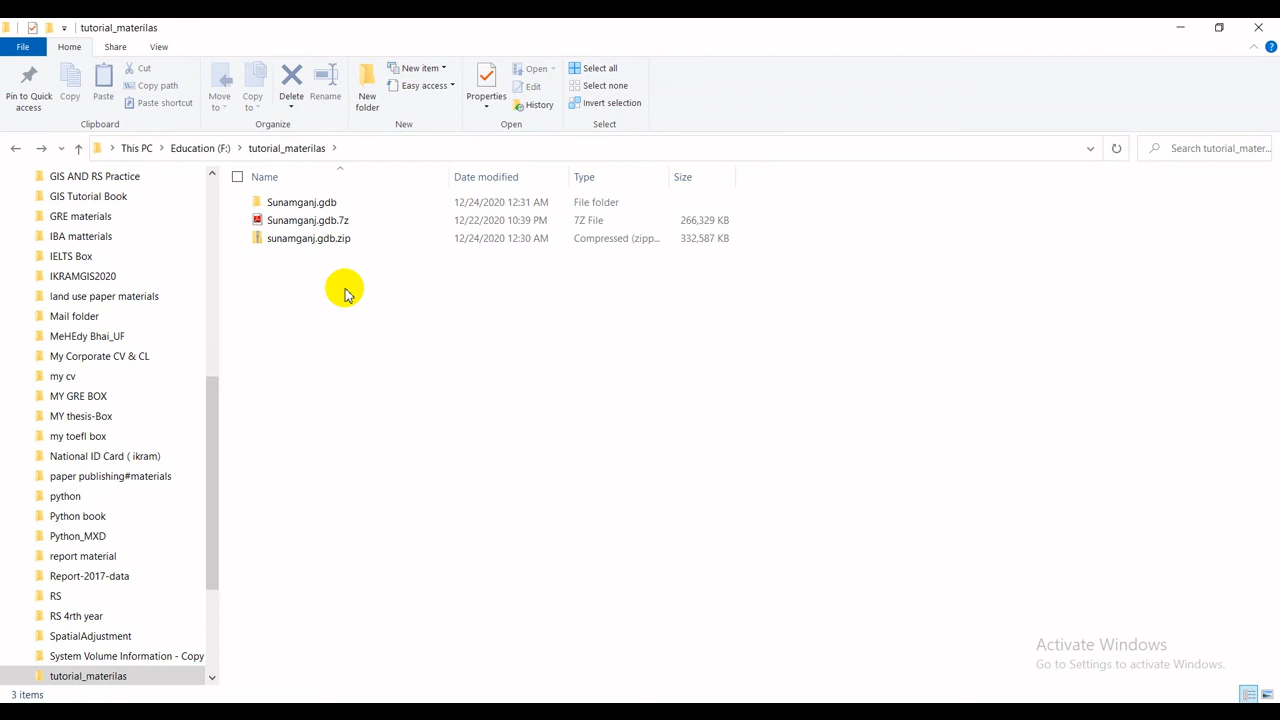 tutorial_materilas
File Home Share View
Pin to Quick access
Copy
Paste
Cut
Copy path
Paste shortcut
Clipboard
Move to
Copy to
Delete
Rename
Organize
New folder
New item
Easy access
New
Properties
Open
Edit
History
Open
Select all
Select none
Invert selection
Select
This PC > Education (F:) > tutorial_materilas >
Search tutorial_mater...
GIS AND RS Practice
GIS Tutorial Book
GRE materials
IBA matterials
IELTS Box
IKRAMGIS2020
land use paper materials
Mail folder
MeHEdy Bhai_UF
My Corporate CV & CL
my cv
MY GRE BOX
MY thesis-Box
my toefl box
National ID Card ( ikram)
paper publishing#materials
python
Python book
Python_MXD
report material
Report-2017-data
RS
RS 4rth year
SpatialAdjustment
System Volume Information - Copy
tutorial_materilas
Name Date modified Type Size
Sunamganj.gdb 12/24/2020 12:31 AM File folder
Sunamganj.gdb.7z 12/22/2020 10:39 PM 7Z File 266,329 KB
sunamganj.gdb.zip 12/24/2020 12:30 AM Compressed (zipp... 332,587 KB
Activate Windows
Go to Settings to activate Windows.
3 items